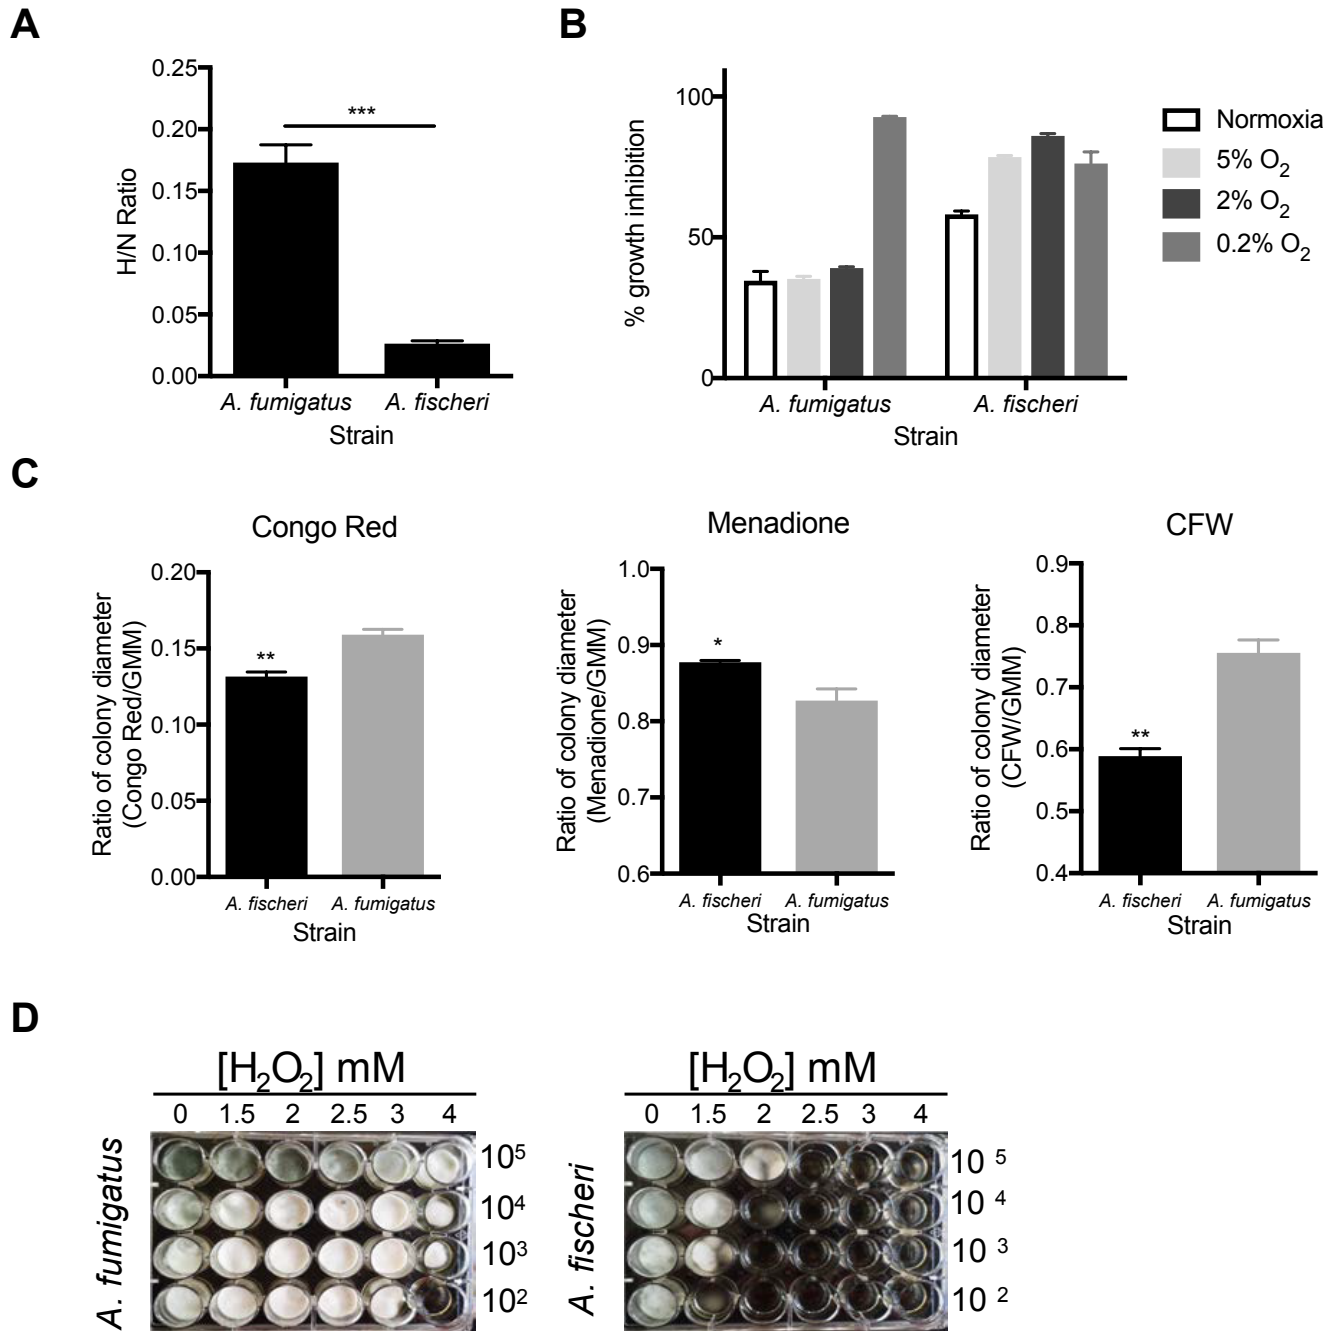 A
0.25
0.20
0.15
0.10
0.05
0.00
H/N Ratio
***
A. fumigatus
A. fischeri
Strain
B
100
50
0
% growth inhibition
A. fumigatus
A. fischeri
Strain
Normoxia
5% O2
2% O2
0.2% O2
C
Congo Red
0.20
0.15
0.10
0.05
0.00
Ratio of colony diameter
(Congo Red/GMM)
**
A. fischeri
A. fumigatus
Strain
Menadione
1.0
0.9
0.8
0.7
0.6
Ratio of colony diameter
(Menadione/GMM)
*
A. fischeri
A. fumigatus
Strain
CFW
0.9
0.8
0.7
0.6
0.5
0.4
Ratio of colony diameter
(CFW/GMM)
**
A. fischeri
A. fumigatus
Strain
D
[H2O2] mM
0 1.5 2 2.5 3 4
A. fumigatus
10^5
10^4
10^3
10^2
[H2O2] mM
0 1.5 2 2.5 3 4
A. fischeri
10^5
10^4
10^3
10^2